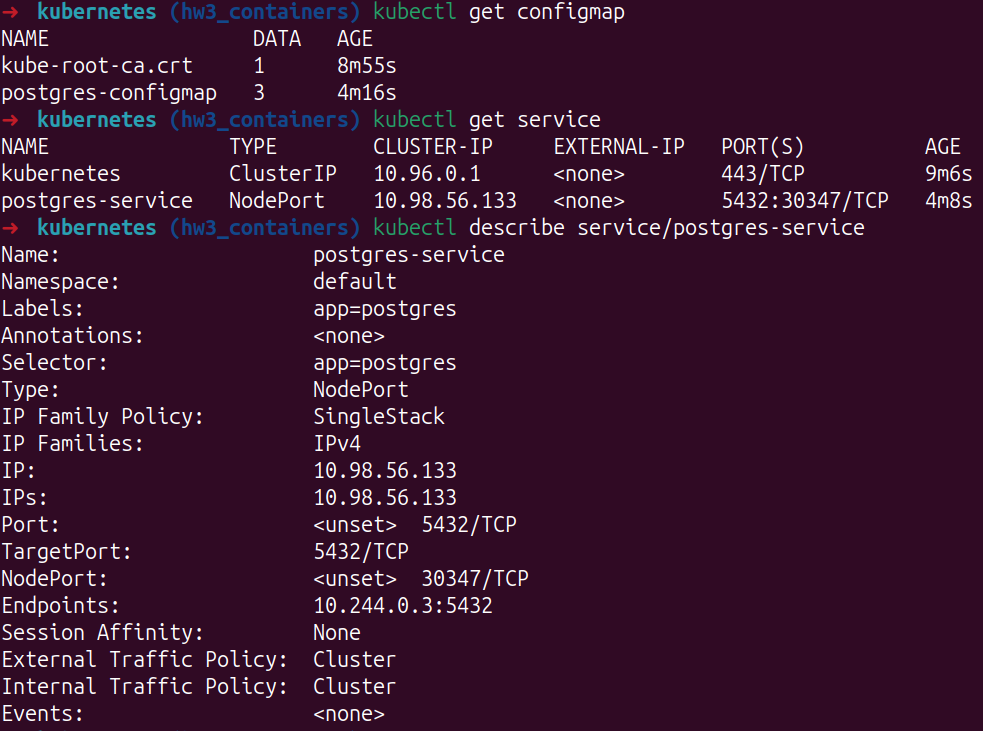 → kubernetes (hw3_containers) kubectl get configmap
NAME DATA AGE
kube-root-ca.crt 1 8m55s
postgres-configmap 3 4m16s
→ kubernetes (hw3_containers) kubectl get service
NAME TYPE CLUSTER-IP EXTERNAL-IP PORT(S) AGE
kubernetes ClusterIP 10.96.0.1 <none> 443/TCP 9m6s
postgres-service NodePort 10.98.56.133 <none> 5432:30347/TCP 4m8s
→ kubernetes (hw3_containers) kubectl describe service/postgres-service
Name: postgres-service
Namespace: default
Labels: app=postgres
Annotations: <none>
Selector: app=postgres
Type: NodePort
IP Family Policy: SingleStack
IP Families: IPv4
IP: 10.98.56.133
IPs: 10.98.56.133
Port: <unset> 5432/TCP
TargetPort: 5432/TCP
NodePort: <unset> 30347/TCP
Endpoints: 10.244.0.3:5432
Session Affinity: None
External Traffic Policy: Cluster
Internal Traffic Policy: Cluster
Events: <none>